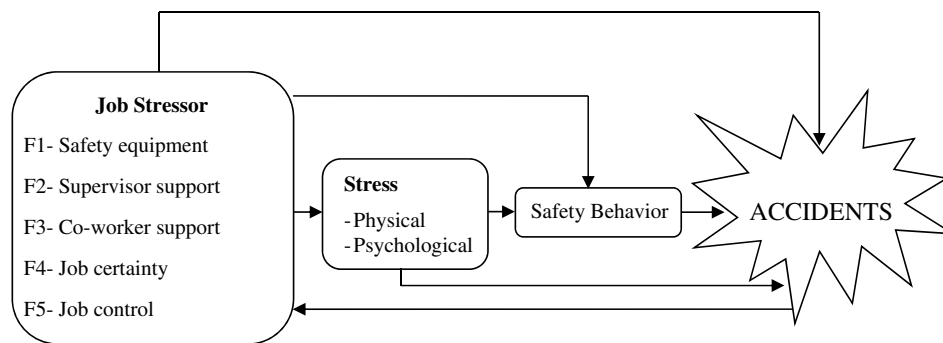 Job Stressor
F1- Safety equipment
F2- Supervisor support
F3- Co-worker support
F4- Job certainty
F5- Job control
Stress
-Physical
-Psychological
Safety Behavior
ACCIDENTS